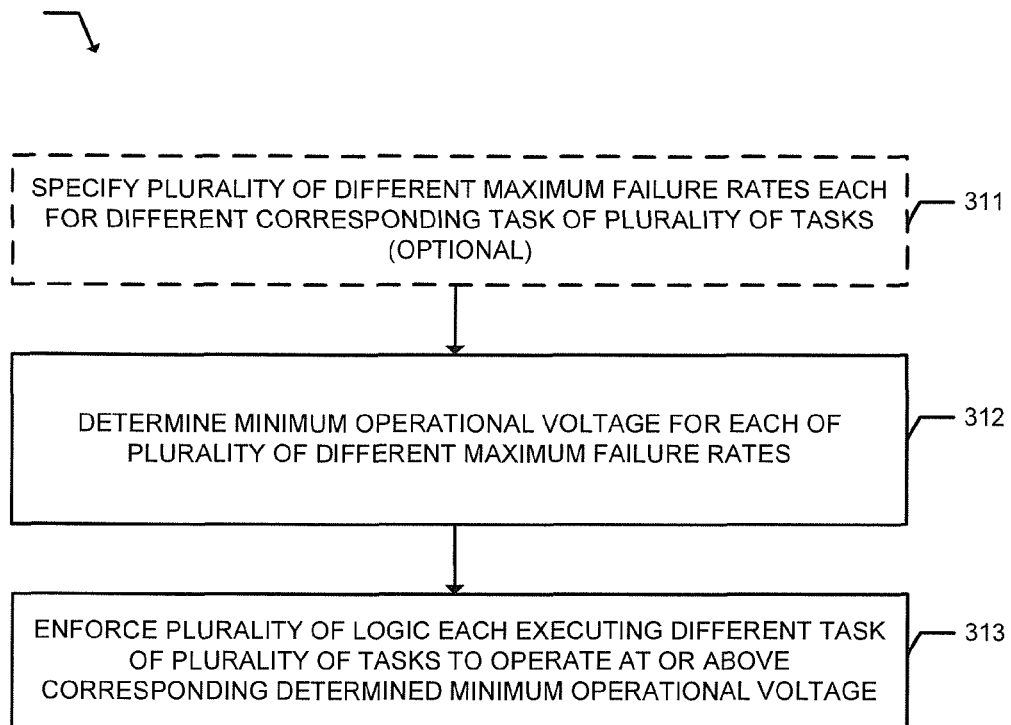 SPECIFY PLURALITY OF DIFFERENT MAXIMUM FAILURE RATES EACH
FOR DIFFERENT CORRESPONDING TASK OF PLURALITY OF TASKS
(OPTIONAL)
311
DETERMINE MINIMUM OPERATIONAL VOLTAGE FOR EACH OF
PLURALITY OF DIFFERENT MAXIMUM FAILURE RATES
312
ENFORCE PLURALITY OF LOGIC EACH EXECUTING DIFFERENT TASK
OF PLURALITY OF TASKS TO OPERATE AT OR ABOVE
CORRESPONDING DETERMINED MINIMUM OPERATIONAL VOLTAGE
313